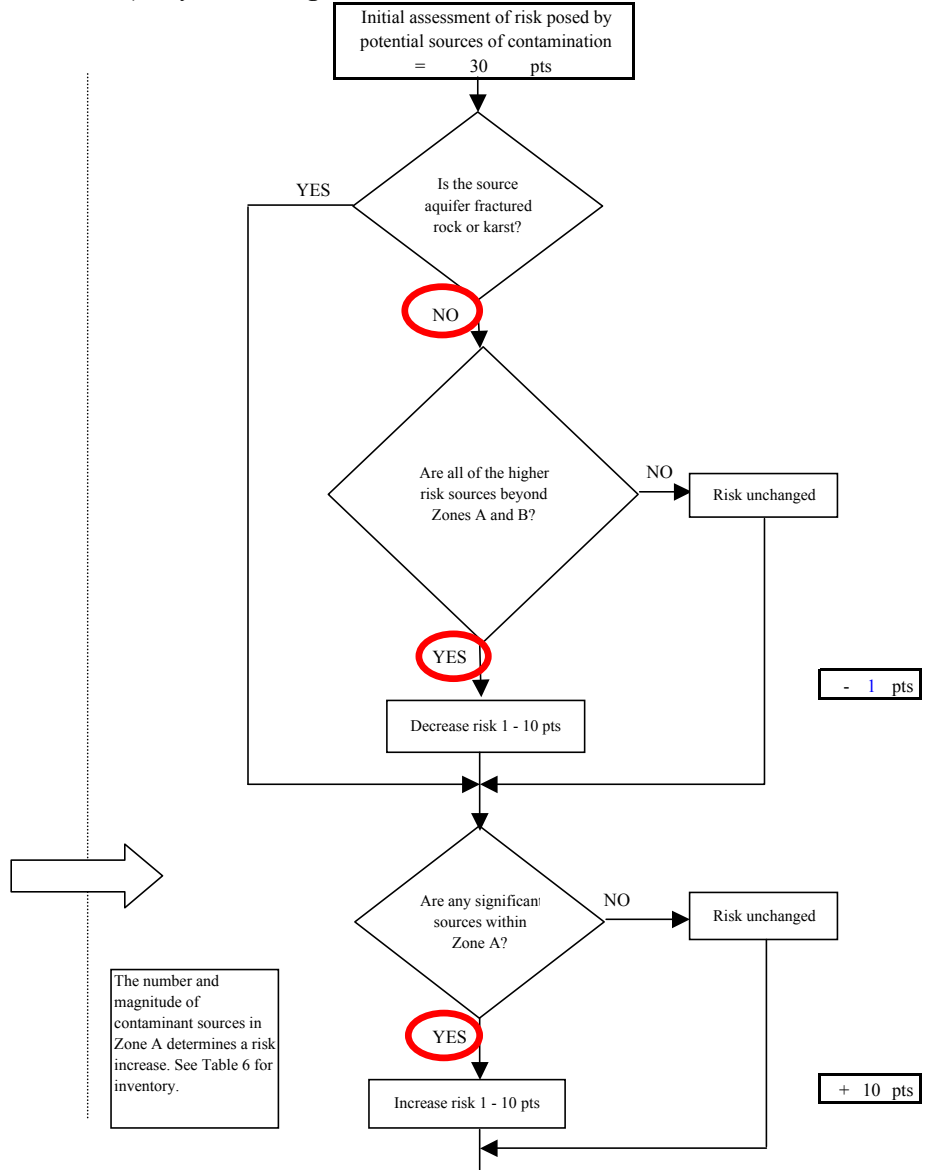 Initial assessment of risk posed by
potential sources of contamination
= 30 pts
YES
Is the source
aquifer fractured
rock or karst?
NO
Are all of the higher
risk sources beyond
Zones A and B?
NO
Risk unchanged
YES
- 1 pts
Decrease risk 1 - 10 pts
Are any significant
sources within
Zone A?
NO
Risk unchanged
The number and
magnitude of
contaminant sources in
Zone A determines a risk
increase. See Table 6 for
inventory.
YES
+ 10 pts
Increase risk 1 - 10 pts